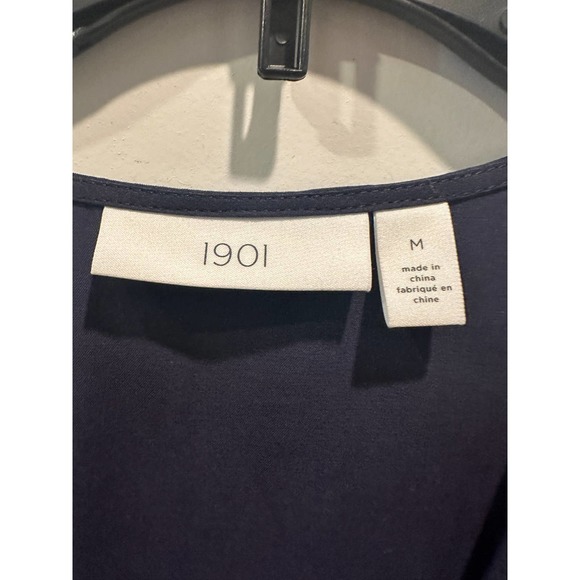 1901
M
made in
china
fabriqué en
chine